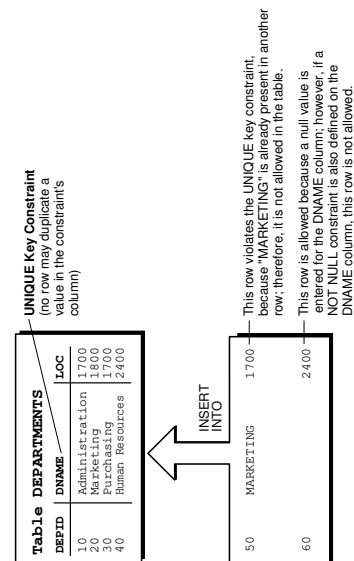 Table DEPARTMENTS
DEPID DNAME LOC
10 Administration 1700
20 Marketing 1800
30 Purchasing 1700
40 Human Resources 2400
UNIQUE Key Constraint
(no row may duplicate a
value in the constraint's
column)
INSERT
INTO
50 MARKETING 1700
This row violates the UNIQUE key constraint,
because "MARKETING" is already present in another
row; therefore, it is not allowed in the table.
60 2400
This row is allowed because a null value is
entered for the DNAME column; however, if a
NOT NULL constraint is also defined on the
DNAME column, this row is not allowed.